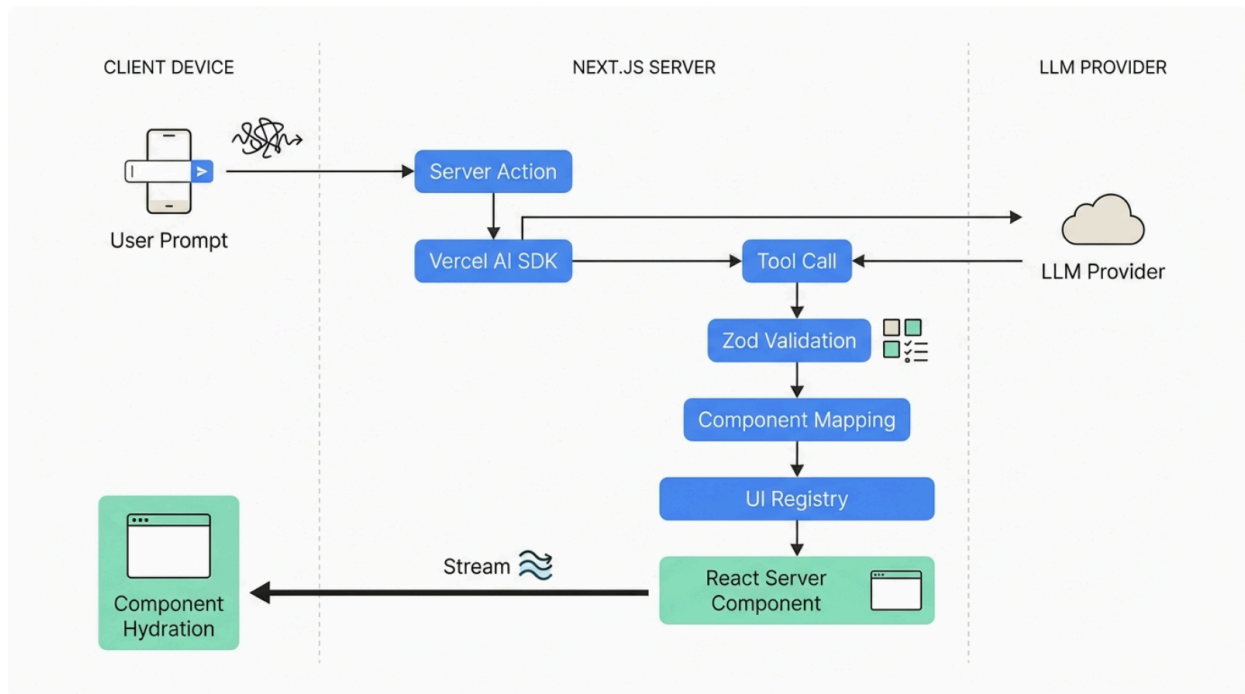 CLIENT DEVICE
NEXT.JS SERVER
LLM PROVIDER
User Prompt
Server Action
Vercel AI SDK
Tool Call
LLM Provider
Zod Validation
Component Mapping
UI Registry
React Server
Component
Stream
Component
Hydration